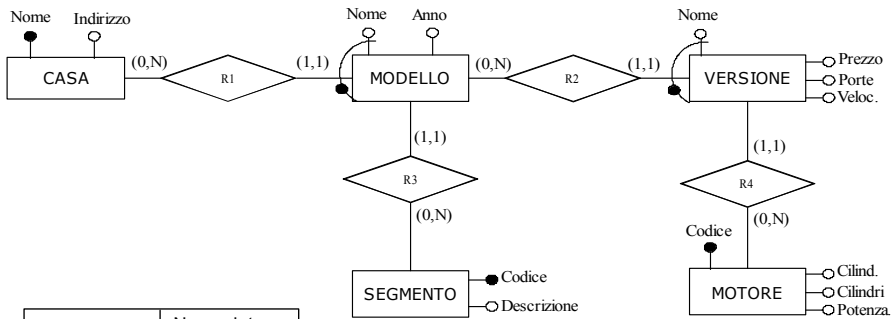 Nome Indirizzo
Nome Anno
Nome
(0,N) (1,1) (0,N) (1,1)
CASA R1 MODELLO R2 VERSIONE
Prezzo
Porte
Veloc.
(1,1) (1,1)
R3 R4
(0,N) (0,N)
Codice
SEGMENTO
Codice
Descrizione
MOTORE
Cilind.
Cilindri
Potenza